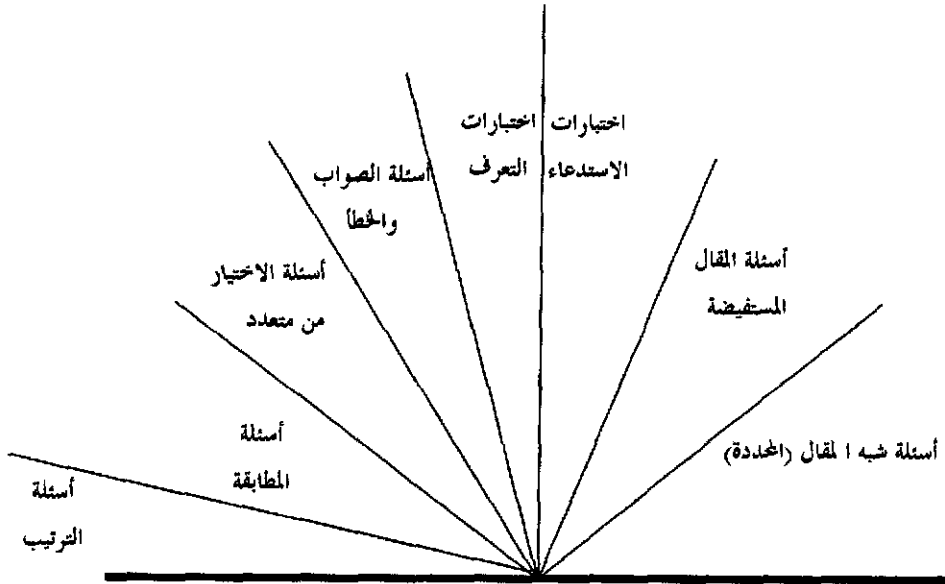 اختبارات
الاستدعاء
اختبارات
التعرف
أسئلة المقال
المستفيضة
أسئلة شبه المقال (المحددة)
أسئلة الصواب
والخطأ
أسئلة الاختيار
من متعدد
أسئلة
المطابقة
أسئلة
الترتيب